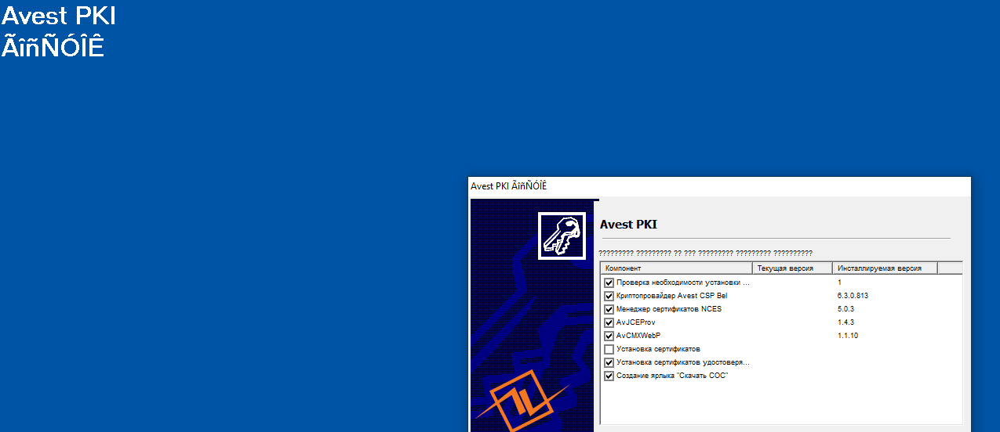 Avest PKI
ÃîñÑÓÎÊ
Avest PKI ÃîñÑÓÎÊ
Avest PKI
????????? ????????? ?? ??? ????????? ????????? ??????????
Компонент Текущая версия Инсталлируемая версия
Проверка необходимости установки ... 1
Криптопровайдер Avest CSP Bel 6.3.0.813
Менеджер сертификатов NCES 5.0.3
AvJCEProv 1.4.3
AvCMXWebP 1.1.10
Установка сертификатов
Установка сертификатов удостоверя...
Создание ярлыка "Скачать СОС"